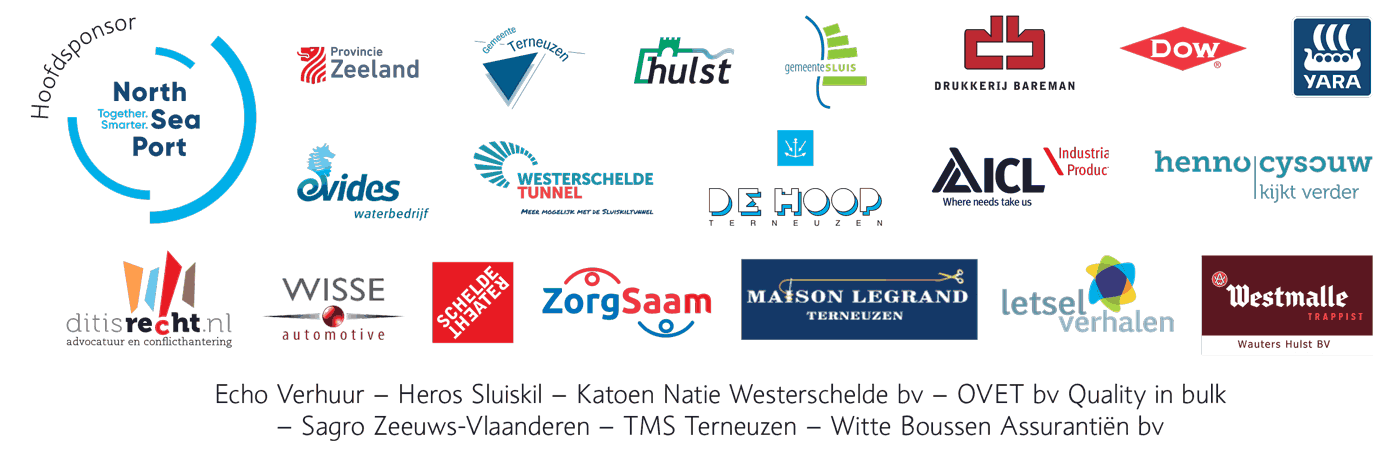 Hoofdsponsor
North
Together.
Smarter.
Sea
Port
Provincie
Zeeland
Gemeente
Terneuzen
hulst
gemeenteSLUIS
DRUKKERIJ BAREMAN
DOW®
YARA
evides
waterbedrijf
WESTERSCHELDE
TUNNEL
MEER MOGELIJK MET DE SLUISKILTUNNEL
DE HOOP
TERNEUZEN
ICL
Where needs take us
Industria
Produc
henno cysouw
kijkt verder
ditisrecht.nl
advocatuur en conflicthantering
WISSE
automotive
SCHELDE
THEATER
ZorgSaam
MAISON LEGRAND
TERNEUZEN
letsel
verhalen
Westmalle
TRAPPIST
Wauters Hulst BV
Echo Verhuur – Heros Sluiskil – Katoen Natie Westerschelde bv – OVET bv Quality in bulk
– Sagro Zeeuws-Vlaanderen – TMS Terneuzen – Witte Boussen Assurantiën bv